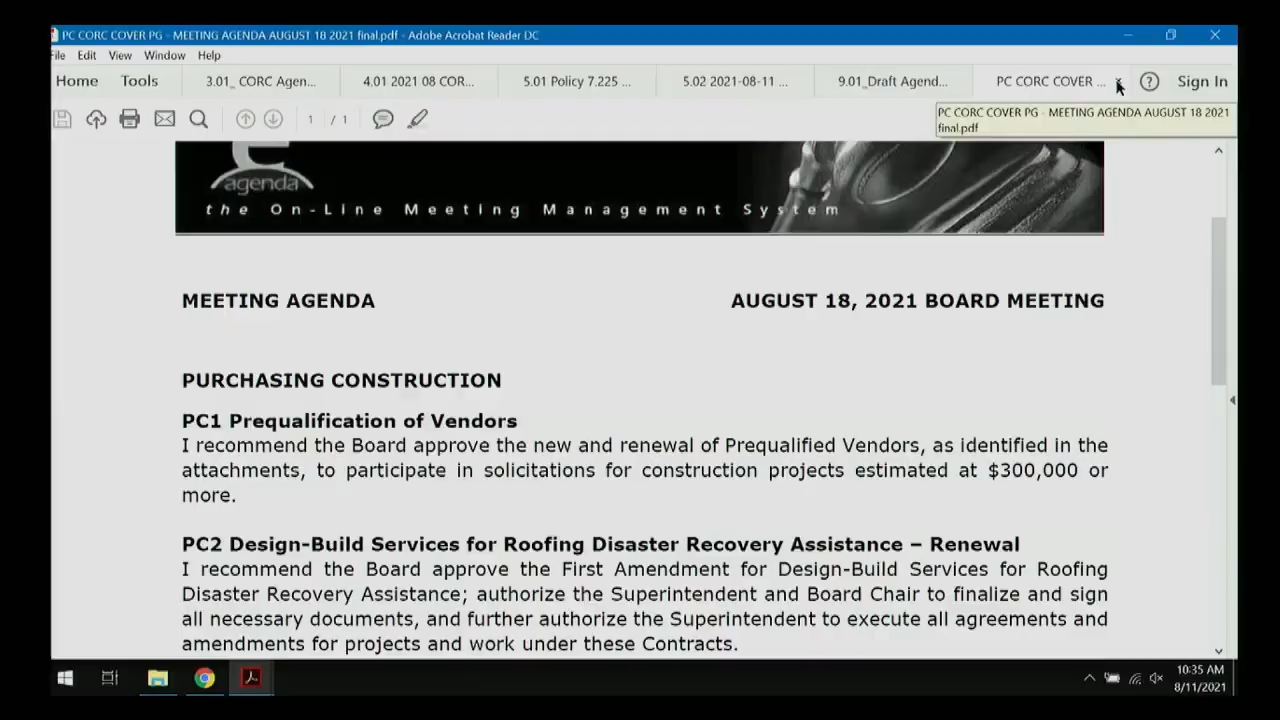 PC CORC COVER PG - MEETING AGENDA AUGUST 18 2021 final.pdf - Adobe Acrobat Reader DC
File Edit View Window Help
Home Tools 3.01_ CORC Agen... 4.01 2021 08 COR... 5.01 Policy 7.225 ... 5.02 2021-08-11 ... 9.01_Draft Agend... PC CORC COVER ... × ? Sign In
1 / 1
PC CORC COVER PG - MEETING AGENDA AUGUST 18 2021
final.pdf
e
agenda
the On-Line Meeting Management System
MEETING AGENDA AUGUST 18, 2021 BOARD MEETING
PURCHASING CONSTRUCTION
PC1 Prequalification of Vendors
I recommend the Board approve the new and renewal of Prequalified Vendors, as identified in the
attachments, to participate in solicitations for construction projects estimated at $300,000 or
more.
PC2 Design-Build Services for Roofing Disaster Recovery Assistance – Renewal
I recommend the Board approve the First Amendment for Design-Build Services for Roofing
Disaster Recovery Assistance; authorize the Superintendent and Board Chair to finalize and sign
all necessary documents, and further authorize the Superintendent to execute all agreements and
amendments for projects and work under these Contracts.
10:35 AM
8/11/2021